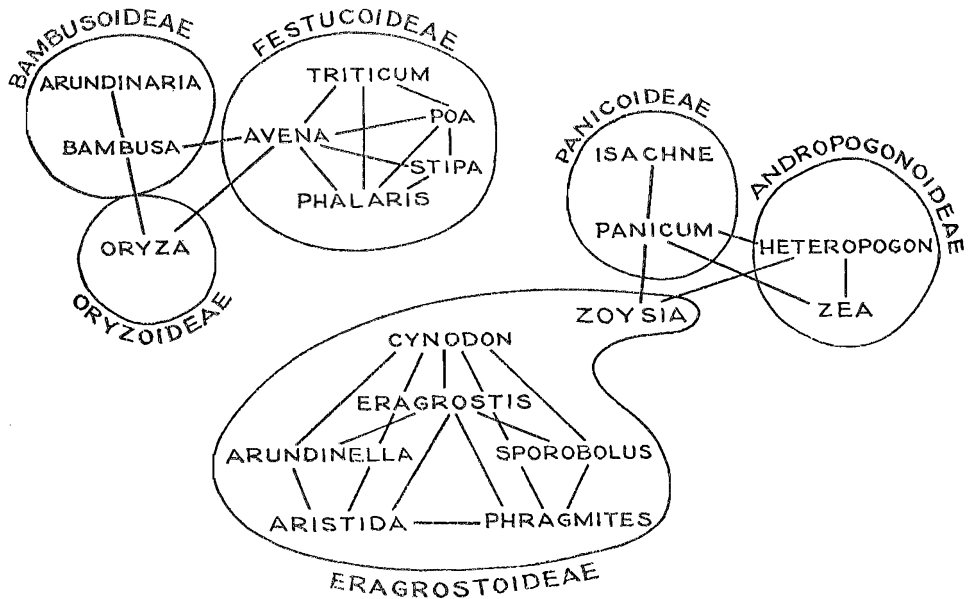 BAMBUSOIDEAE
ARUNDINARIA
BAMBUSA
ORYZA
ORYZOIDEAE
FESTUCOIDEAE
TRITICUM
POA
AVENA
STIPA
PHALARIS
PANICOIDEAE
ISACHNE
PANICUM
ANDROPOGONOIDEAE
HETEROPOGON
ZEA
ZOYSIA
CYNODON
ERAGROSTIS
ARUNDINELLA
SPOROBOLUS
ARISTIDA
PHRAGMITES
ERAGROSTOIDEAE